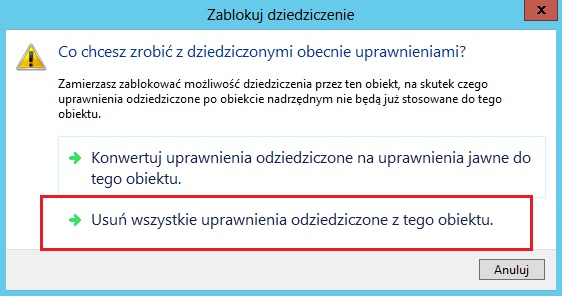 Zablokuj dziedziczenie
x
Co chcesz zrobić z dziedziczonymi obecnie uprawnieniami?
Zamierzasz zablokować możliwość dziedziczenia przez ten obiekt, na skutek czego
uprawnienia odziedziczone po obiekcie nadrzędnym nie będą już stosowane do tego
obiektu.
Konwertuj uprawnienia odziedziczone na uprawnienia jawne do
tego obiektu.
Usuń wszystkie uprawnienia odziedziczone z tego obiektu.
Anuluj